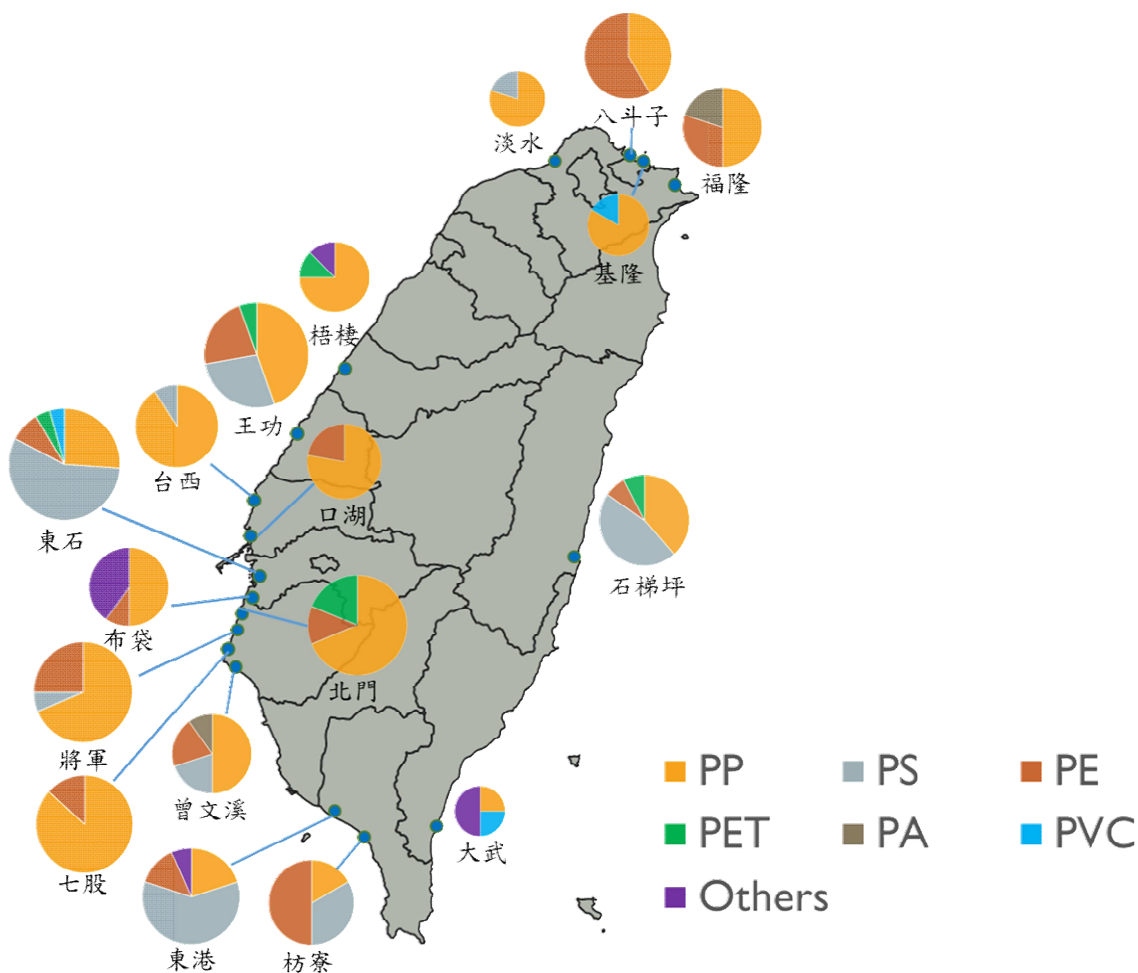 八斗子
淡水
福隆
基隆
梧棲
王功
台西
口湖
東石
石梯坪
布袋
北門
將軍
曾文溪
大武
七股
東港
枋寮
PP
PS
PE
PET
PA
PVC
Others